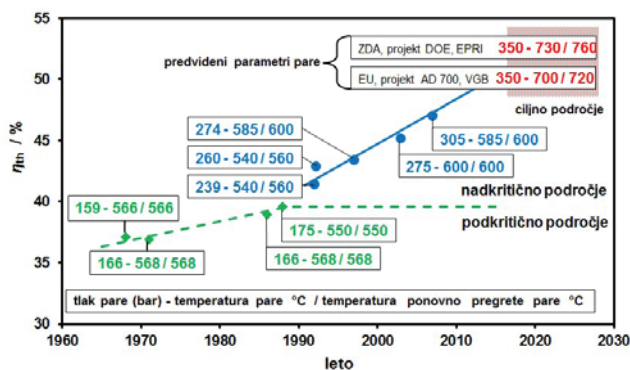 55
50
45
40
35
30
η_th / %
1960
1970
1980
1990
2000
2010
2020
2030
leto
predvideni parametri pare
ZDA, projekt DOE, EPRI 350 - 730 / 760
EU, projekt AD 700, VGB 350 - 700 / 720
ciljno področje
274 - 585 / 600
260 - 540 / 560
239 - 540 / 560
305 - 585 / 600
275 - 600 / 600
nadkritično področje
podkritično področje
159 - 566 / 566
166 - 568 / 568
175 - 550 / 550
166 - 568 / 568
tlak pare (bar) - temperatura pare °C / temperatura ponovno pregrete pare °C